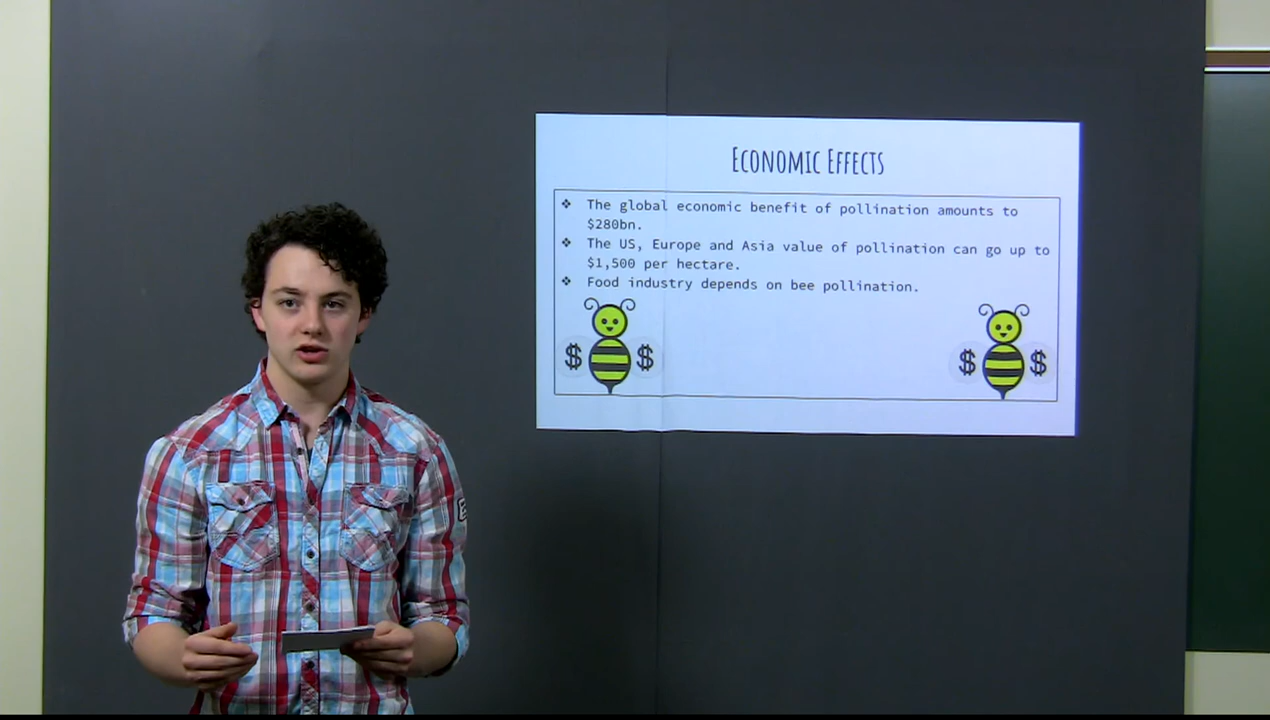 Economic Effects
❖ The global economic benefit of pollination amounts to
$280bn.
❖ The US, Europe and Asia value of pollination can go up to
$1,500 per hectare.
❖ Food industry depends on bee pollination.
$ $ $ $